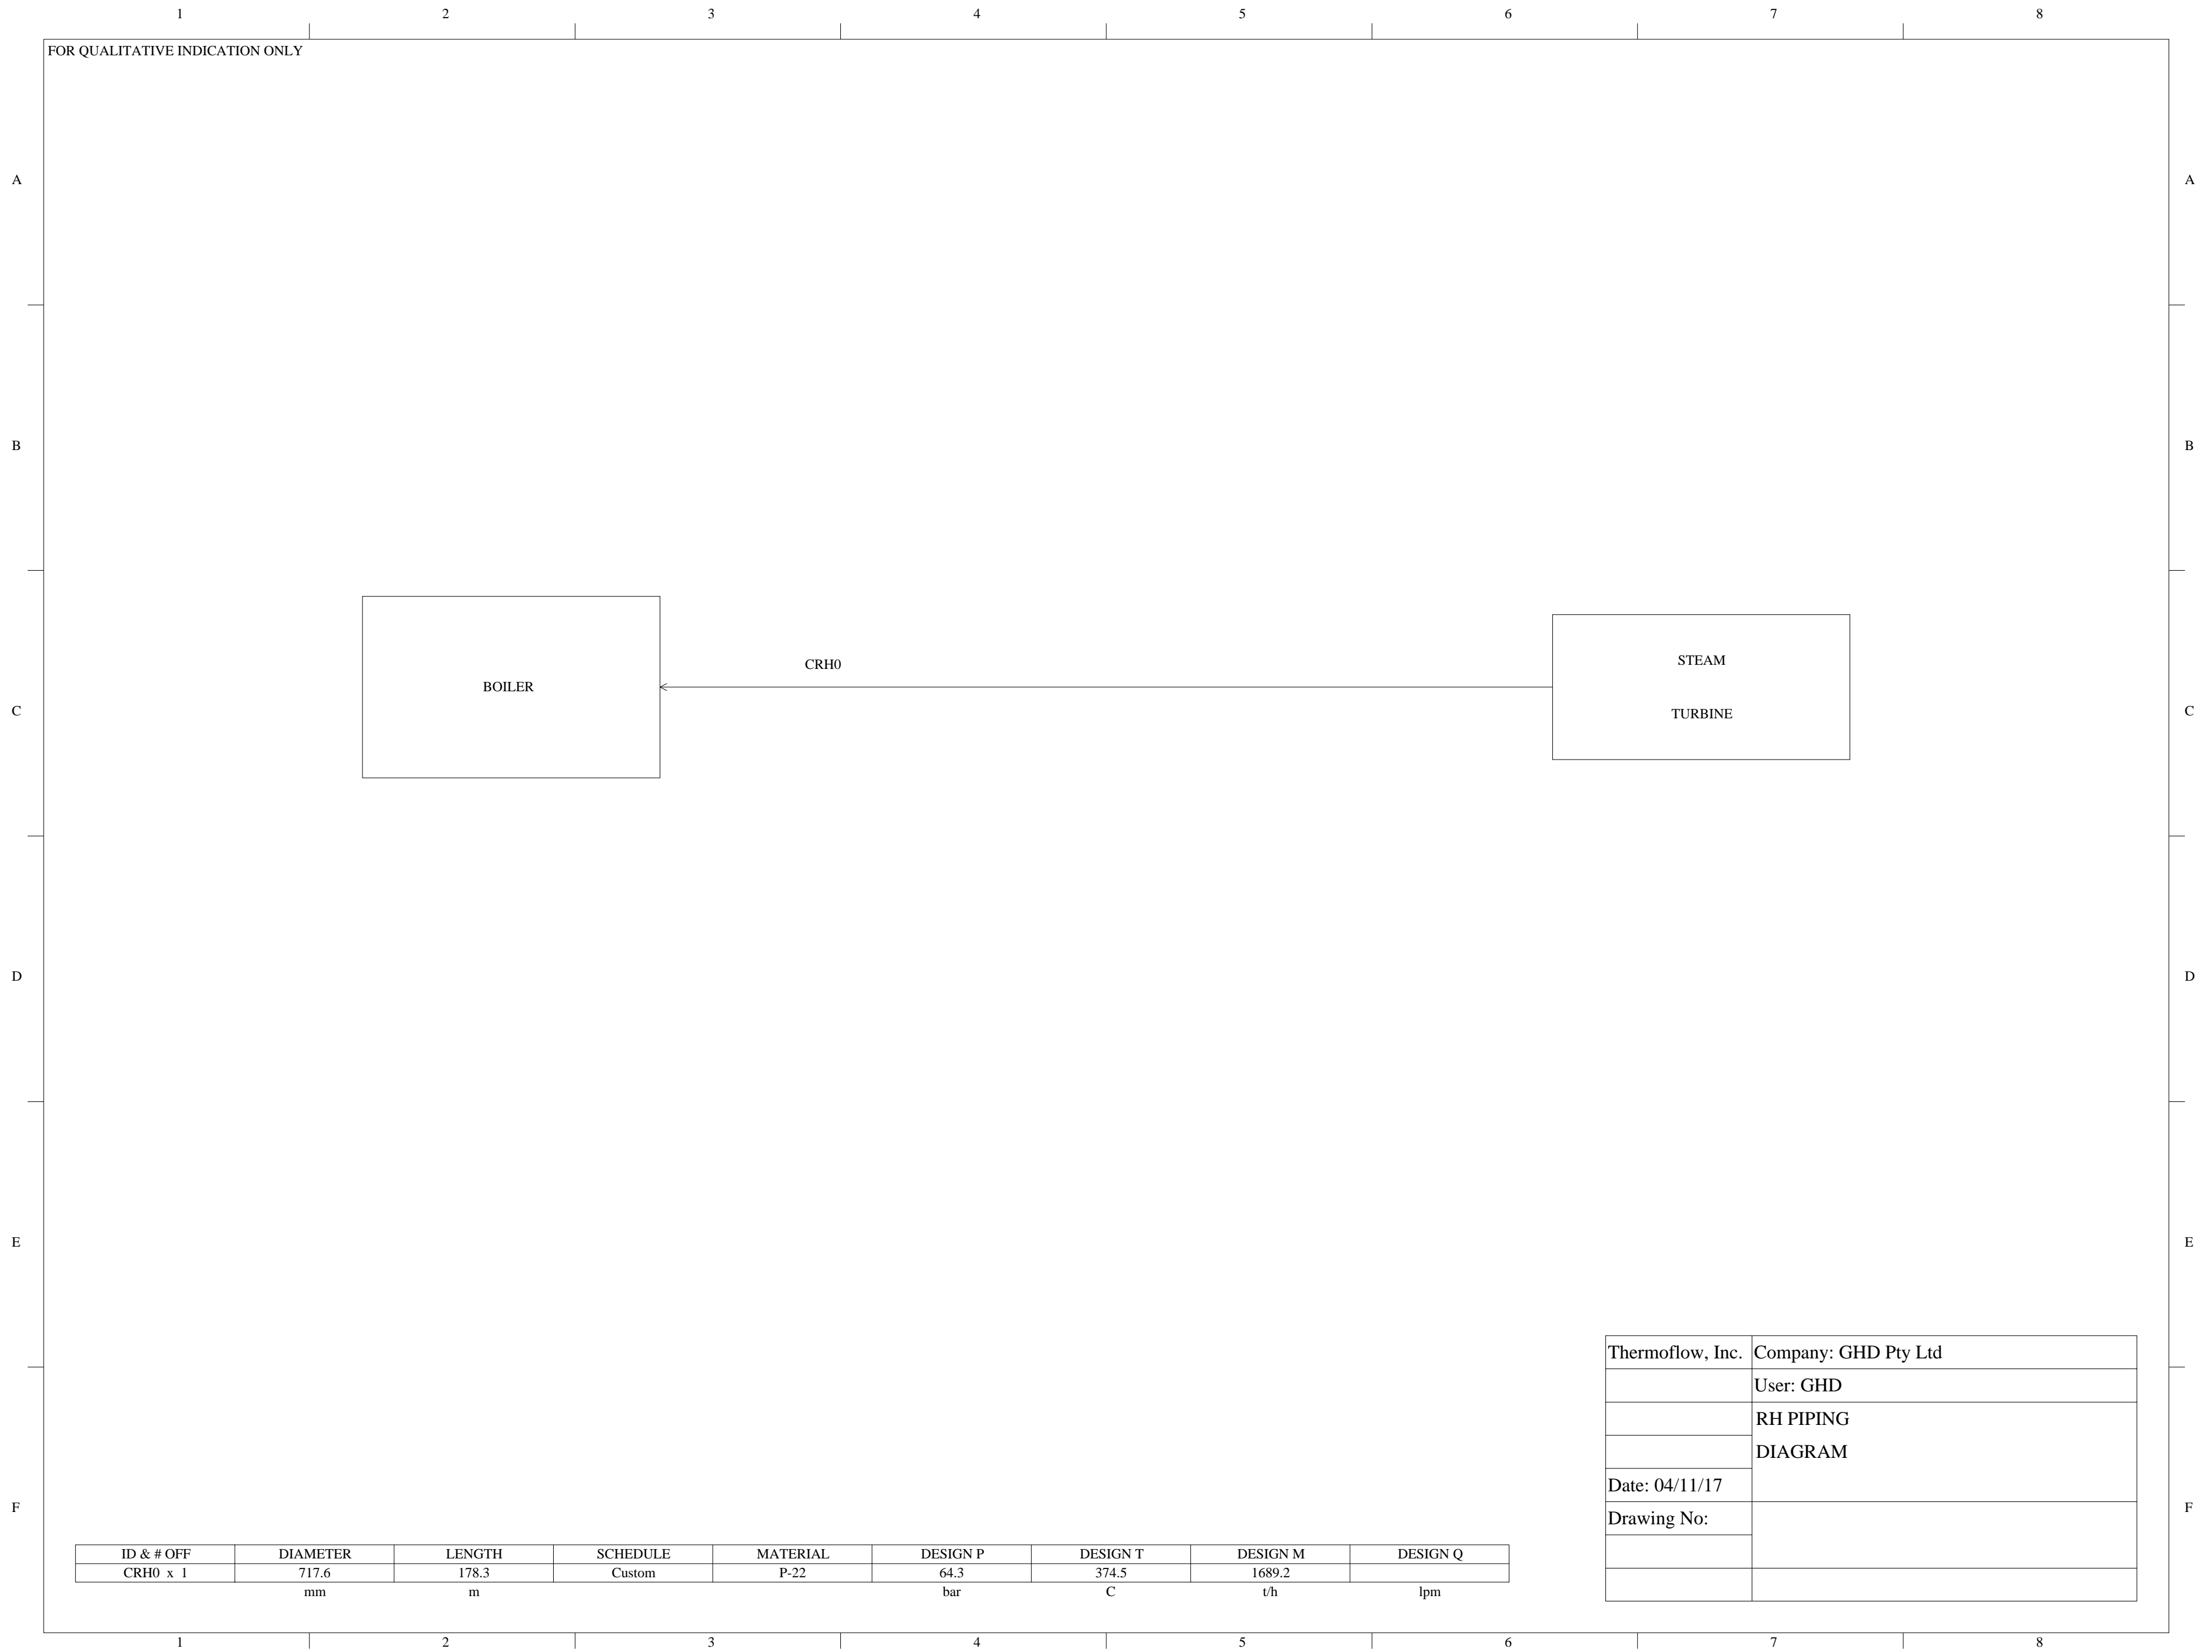 1 2 3 4 5 6 7 8
FOR QUALITATIVE INDICATION ONLY
A A
B B
CRH0
BOILER
STEAM
TURBINE
C C
D D
E E
Thermoflow, Inc. Company: GHD Pty Ltd
User: GHD
RH PIPING
DIAGRAM
Date: 04/11/17
F F
Drawing No:
ID & # OFF DIAMETER LENGTH SCHEDULE MATERIAL DESIGN P DESIGN T DESIGN M DESIGN Q
CRH0 x 1 717.6 178.3 Custom P-22 64.3 374.5 1689.2
mm m bar C t/h lpm
1 2 3 4 5 6 7 8